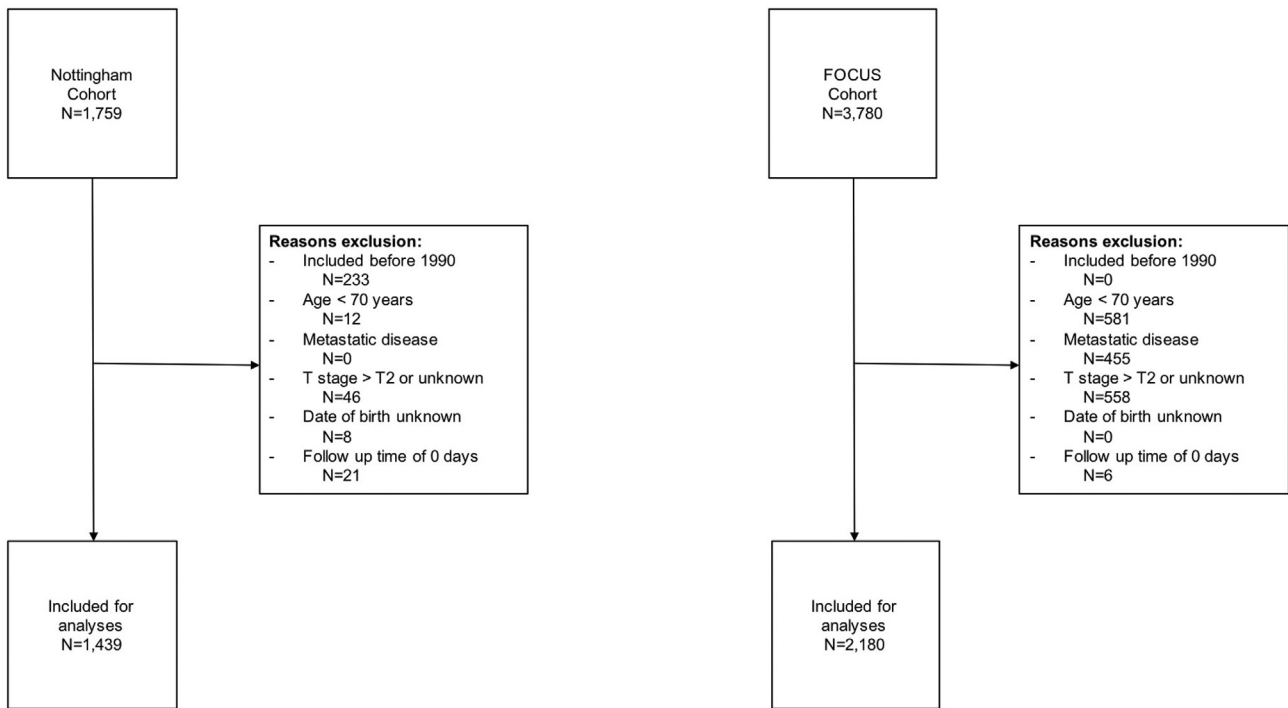 Nottingham
Cohort
N=1,759
Reasons exclusion:
- Included before 1990
N=233
- Age < 70 years
N=12
- Metastatic disease
N=0
- T stage > T2 or unknown
N=46
- Date of birth unknown
N=8
- Follow up time of 0 days
N=21
Included for
analyses
N=1,439
FOCUS
Cohort
N=3,780
Reasons exclusion:
- Included before 1990
N=0
- Age < 70 years
N=581
- Metastatic disease
N=455
- T stage > T2 or unknown
N=558
- Date of birth unknown
N=0
- Follow up time of 0 days
N=6
Included for
analyses
N=2,180